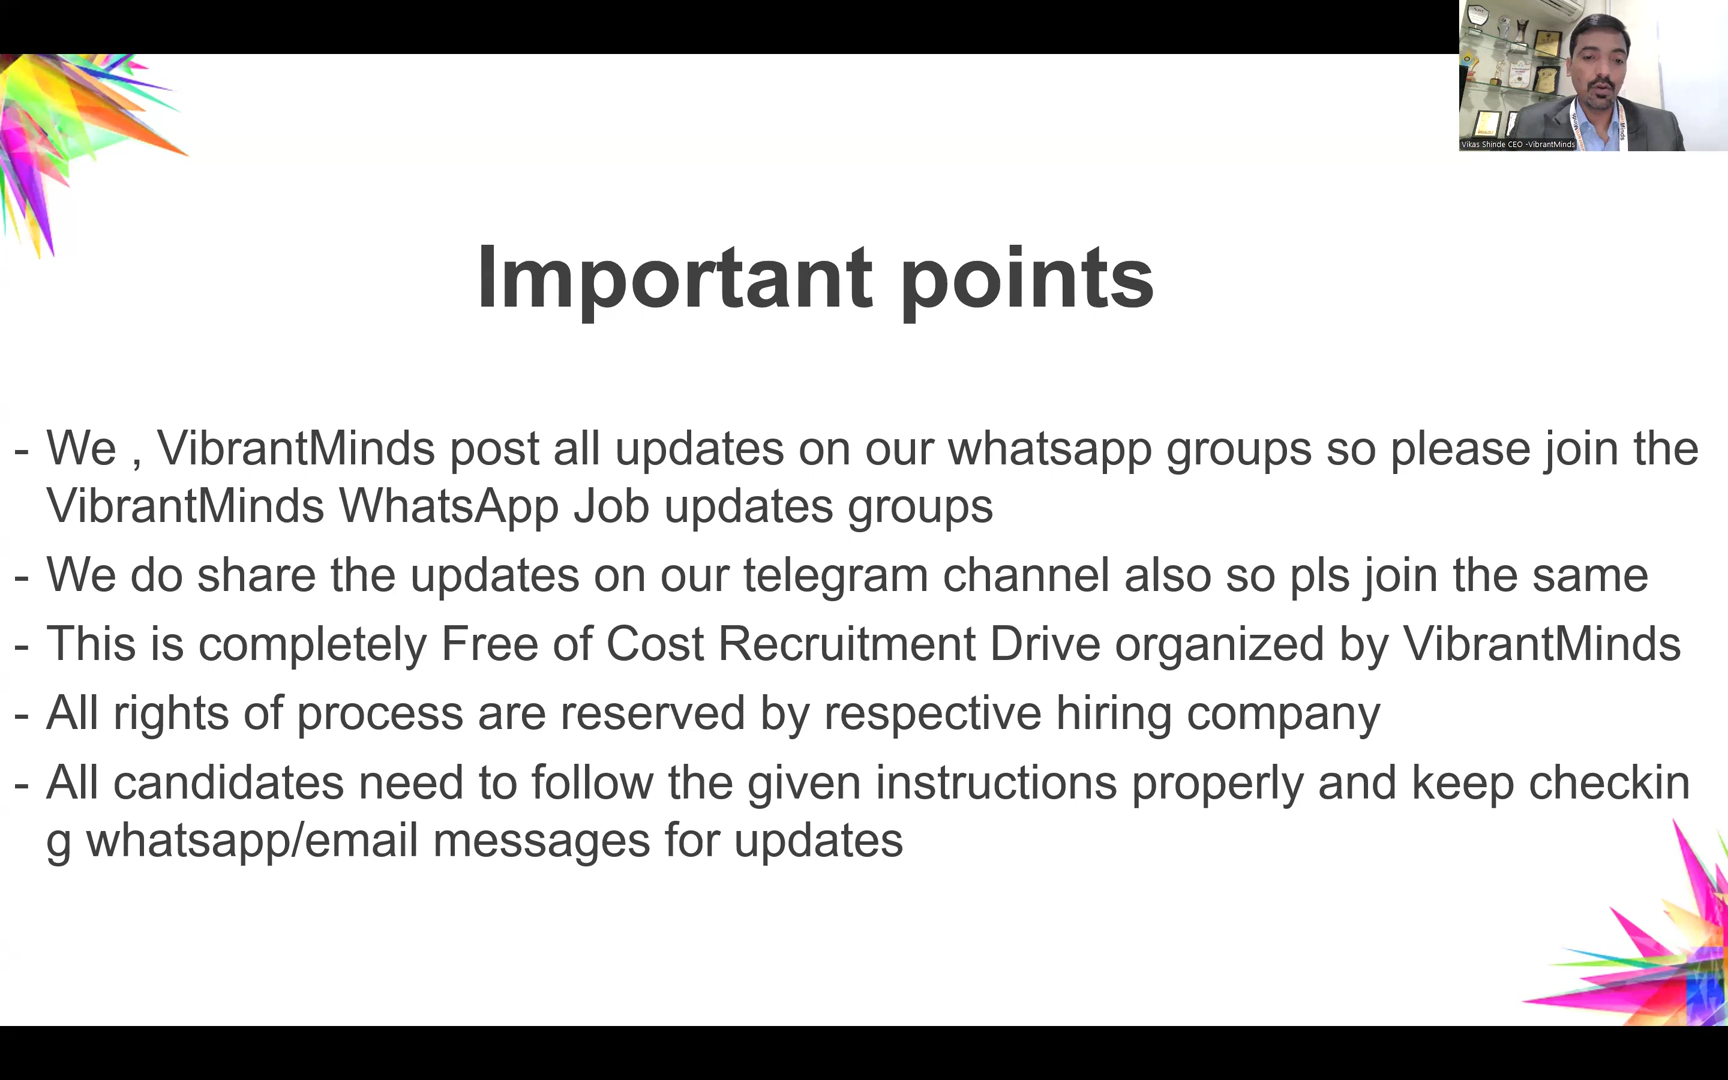 Vikas Shinde CEO -VibrantMinds
Important points
- We , VibrantMinds post all updates on our whatsapp groups so please join the
VibrantMinds WhatsApp Job updates groups
- We do share the updates on our telegram channel also so pls join the same
- This is completely Free of Cost Recruitment Drive organized by VibrantMinds
- All rights of process are reserved by respective hiring company
- All candidates need to follow the given instructions properly and keep checkin
g whatsapp/email messages for updates